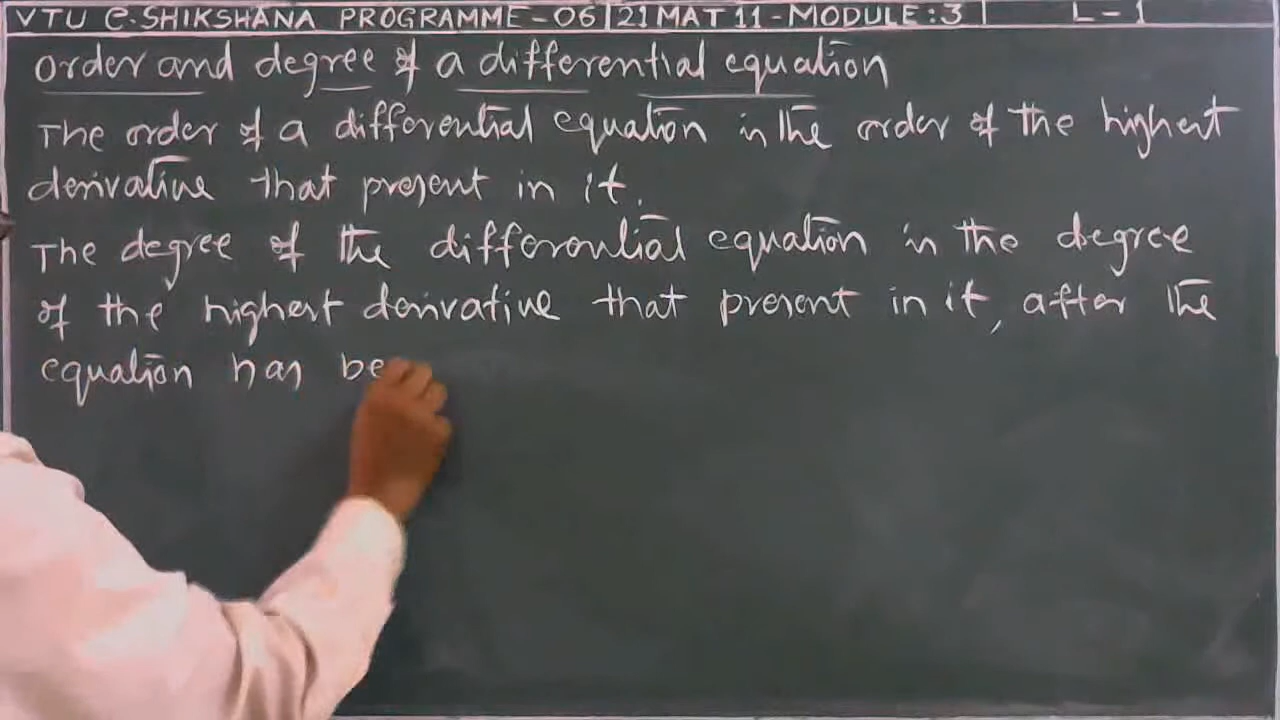 VTU e-SHIKSHANA PROGRAMME-06 | 21MAT11-MODULE:3 | L-1
order and degree of a differential equation
The order of a differential equation is the order of the highest
derivative that present in it.
The degree of the differential equation is the degree
of the highest derivative that present in it, after the
equation has be